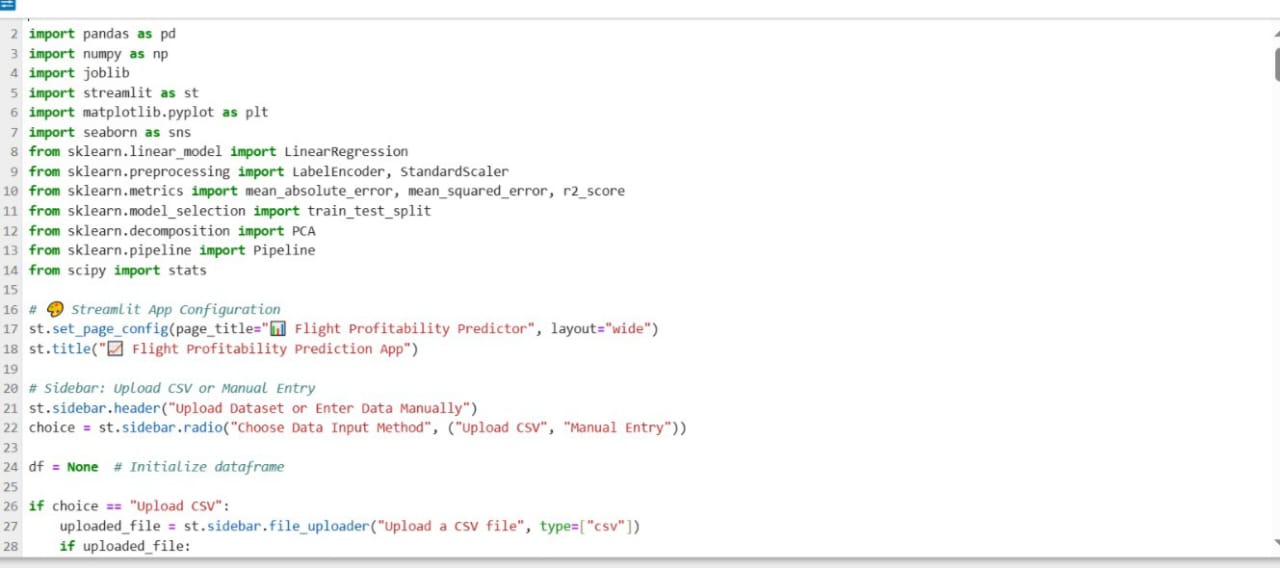 2 import pandas as pd
3 import numpy as np
4 import joblib
5 import streamlit as st
6 import matplotlib.pyplot as plt
7 import seaborn as sns
8 from sklearn.linear_model import LinearRegression
9 from sklearn.preprocessing import LabelEncoder, StandardScaler
10 from sklearn.metrics import mean_absolute_error, mean_squared_error, r2_score
11 from sklearn.model_selection import train_test_split
12 from sklearn.decomposition import PCA
13 from sklearn.pipeline import Pipeline
14 from scipy import stats
15
16 # 🎨 Streamlit App Configuration
17 st.set_page_config(page_title="📊 Flight Profitability Predictor", layout="wide")
18 st.title("📈 Flight Profitability Prediction App")
19
20 # Sidebar: Upload CSV or Manual Entry
21 st.sidebar.header("Upload Dataset or Enter Data Manually")
22 choice = st.sidebar.radio("Choose Data Input Method", ("Upload CSV", "Manual Entry"))
23
24 df = None  # Initialize dataframe
25
26 if choice == "Upload CSV":
27     uploaded_file = st.sidebar.file_uploader("Upload a CSV file", type=["csv"])
28     if uploaded_file: